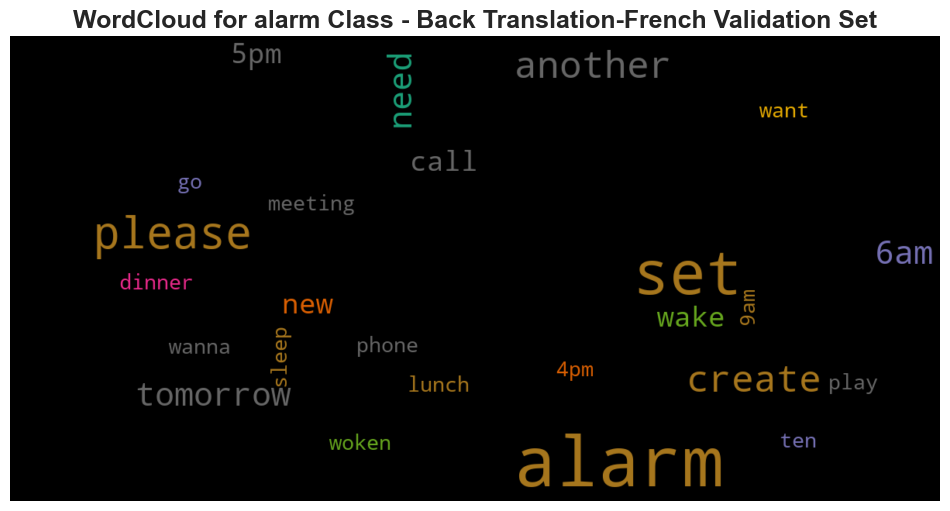 WordCloud for alarm Class - Back Translation-French Validation Set
5pm
need
another
want
call
go
meeting
please
set
6am
dinner
new
wake
9am
wanna
sleep
phone
4pm
lunch
create
play
tomorrow
woken
alarm
ten